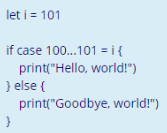 let i = 101
if case 100...101 = i {
    print("Hello, world!")
} else {
    print("Goodbye, world!")
}